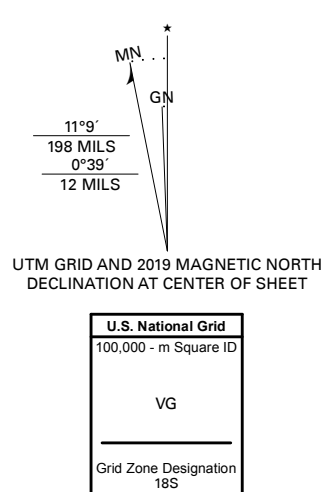 ★
MN
GN
11°9´
198 MILS
0°39´
12 MILS
UTM GRID AND 2019 MAGNETIC NORTH
DECLINATION AT CENTER OF SHEET
U.S. National Grid
100,000 - m Square ID
VG
Grid Zone Designation
18S